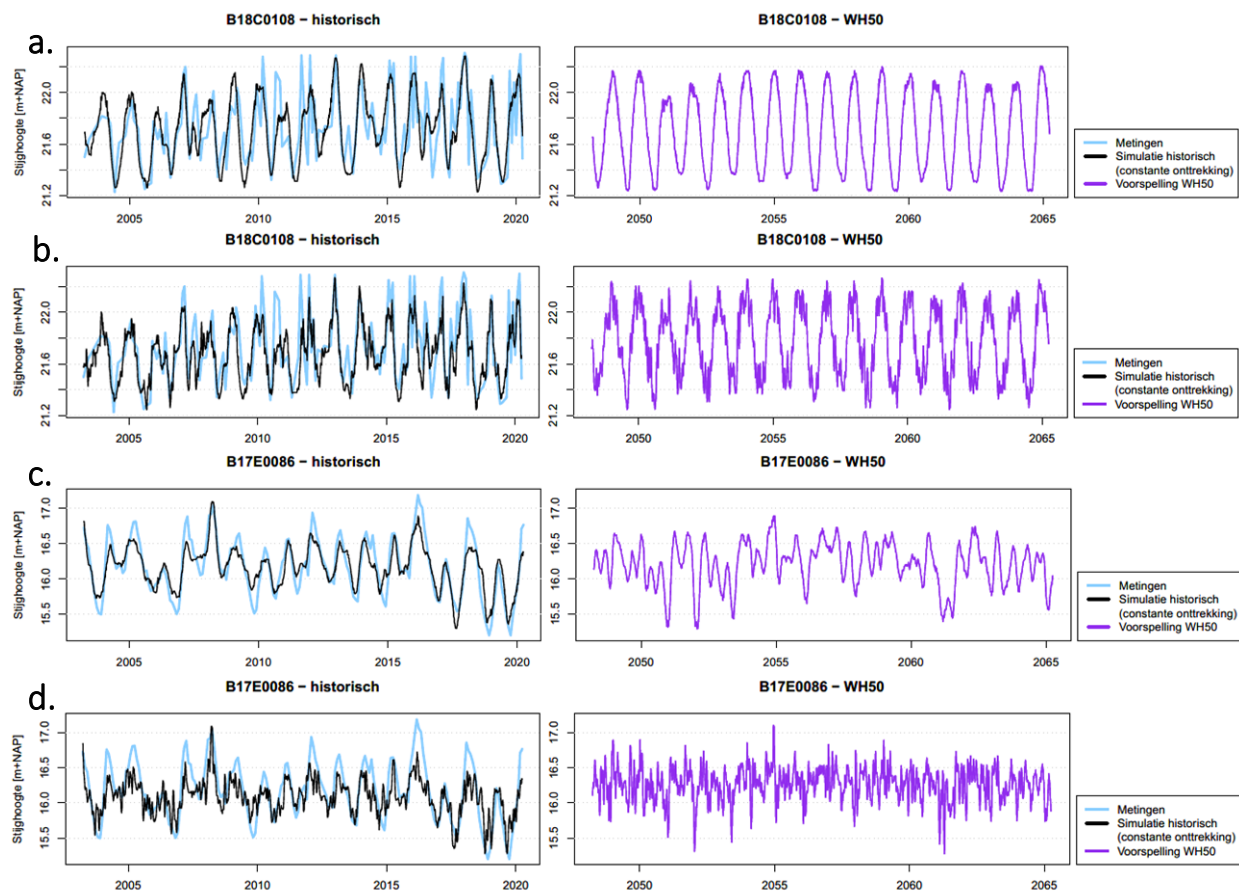 B18C0108 − historisch
B18C0108 − WH50
a.
Stijghoogte [m+NAP]
22.0
21.6
21.2
2005 2010 2015 2020
2050 2055 2060 2065
Metingen
Simulatie historisch
(constante onttrekking)
Voorspelling WH50
B18C0108 − historisch
B18C0108 − WH50
b.
Stijghoogte [m+NAP]
22.0
21.6
21.2
2005 2010 2015 2020
2050 2055 2060 2065
Metingen
Simulatie historisch
(constante onttrekking)
Voorspelling WH50
B17E0086 − historisch
B17E0086 − WH50
c.
Stijghoogte [m+NAP]
17.0
16.5
16.0
15.5
2005 2010 2015 2020
2050 2055 2060 2065
Metingen
Simulatie historisch
(constante onttrekking)
Voorspelling WH50
B17E0086 − historisch
B17E0086 − WH50
d.
Stijghoogte [m+NAP]
17.0
16.5
16.0
15.5
2005 2010 2015 2020
2050 2055 2060 2065
Metingen
Simulatie historisch
(constante onttrekking)
Voorspelling WH50